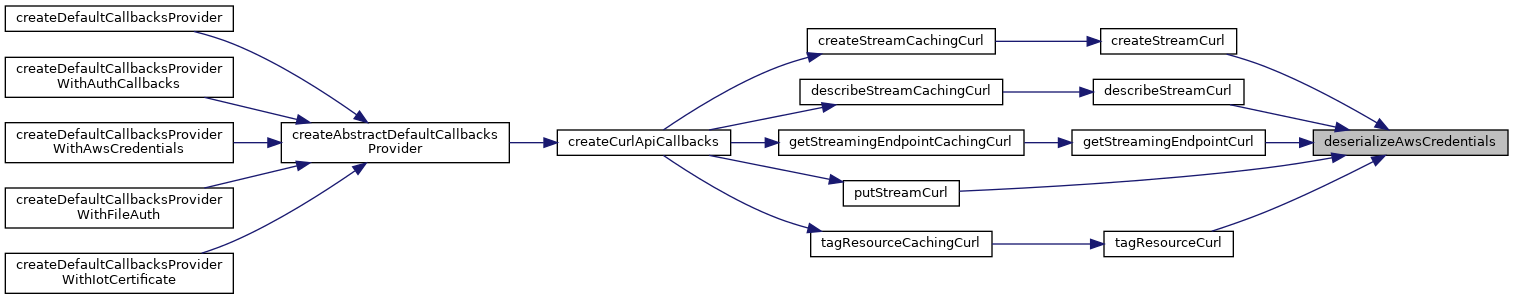 createDefaultCallbacksProvider
createDefaultCallbacksProvider
WithAuthCallbacks
createDefaultCallbacksProvider
WithAwsCredentials
createDefaultCallbacksProvider
WithFileAuth
createDefaultCallbacksProvider
WithIotCertificate
createAbstractDefaultCallbacks
Provider
createCurlApiCallbacks
createStreamCachingCurl
describeStreamCachingCurl
getStreamingEndpointCachingCurl
putStreamCurl
tagResourceCachingCurl
createStreamCurl
describeStreamCurl
getStreamingEndpointCurl
tagResourceCurl
deserializeAwsCredentials